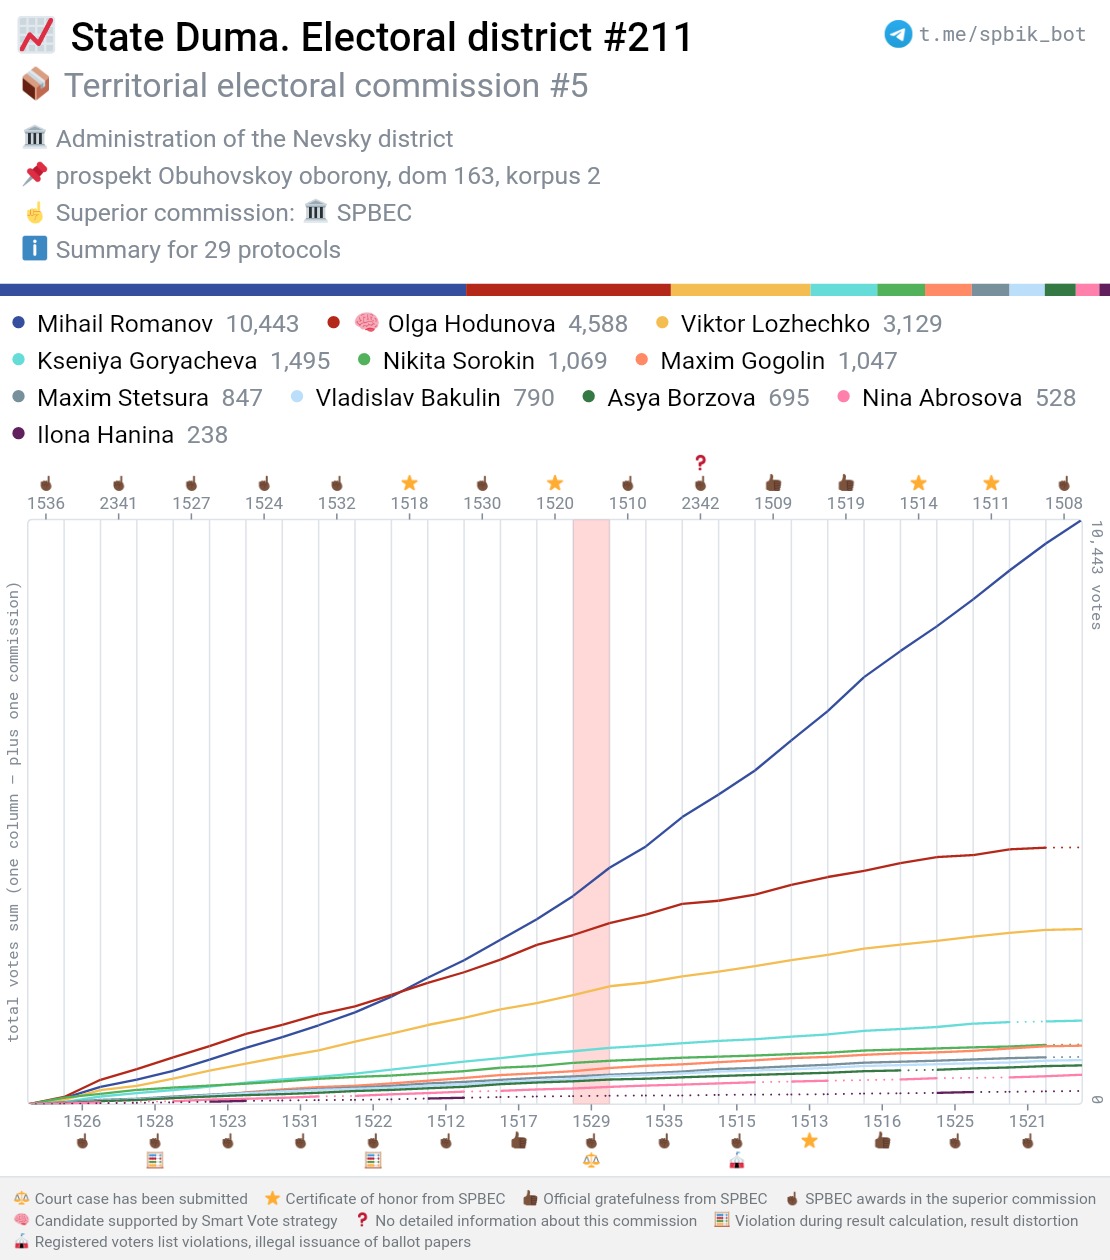 State Duma. Electoral district #211
t.me/spbik_bot
Territorial electoral commission #5
Administration of the Nevsky district
prospekt Obuhovskoy oborony, dom 163, korpus 2
Superior commission: SPBEC
Summary for 29 protocols
Mihail Romanov 10,443 Olga Hodunova 4,588 Viktor Lozhechko 3,129
Kseniya Goryacheva 1,495 Nikita Sorokin 1,069 Maxim Gogolin 1,047
Maxim Stetsura 847 Vladislav Bakulin 790 Asya Borzova 695 Nina Abrosova 528
Ilona Hanina 238
1536 2341 1527 1524 1532 1518 1530 1520 1510 2342 1509 1519 1514 1511 1508
total votes sum (one column – plus one commission)
10,443 votes
0
1526 1528 1523 1531 1522 1512 1517 1529 1535 1515 1513 1516 1525 1521
Court case has been submitted Certificate of honor from SPBEC Official gratefulness from SPBEC SPBEC awards in the superior commission
Candidate supported by Smart Vote strategy No detailed information about this commission Violation during result calculation, result distortion
Registered voters list violations, illegal issuance of ballot papers